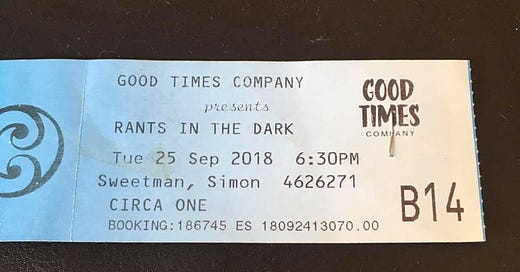 GOOD TIMES COMPANY
presents
RANTS IN THE DARK
Tue 25 Sep 2018 6:30PM
Sweetman, Simon 4626271
CIRCA ONE
BOOKING:186745 ES 18092413070.00
GOOD
TIMES
COMPANY
B14